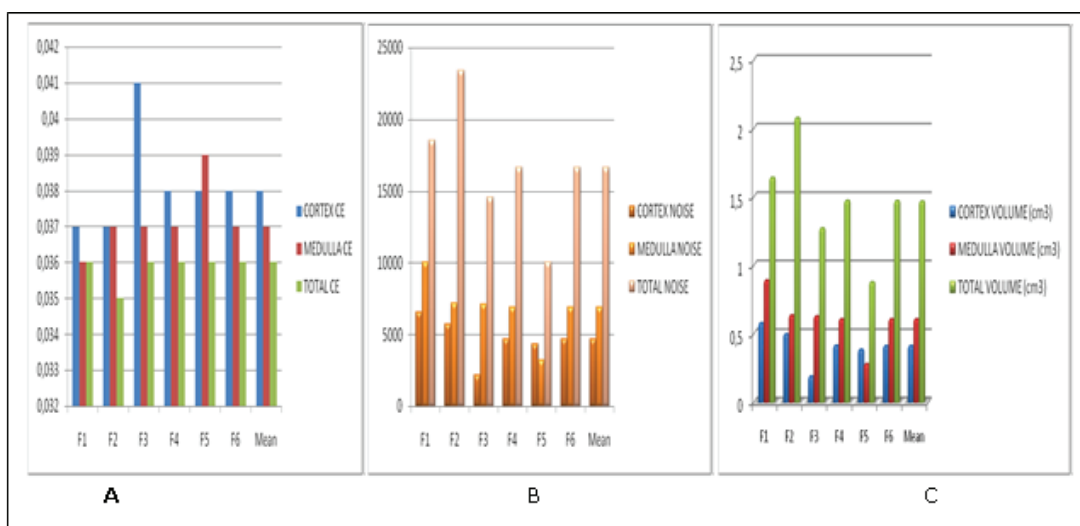 0,042
0,041
0,04
0,039
0,038
0,037
0,036
0,035
0,034
0,033
0,032
F1 F2 F3 F4 F5 F6 Mean
CORTEX CE
MEDULLA CE
TOTAL CE
A
25000
20000
15000
10000
5000
0
F1 F2 F3 F4 F5 F6 Mean
CORTEX NOISE
MEDULLA NOISE
TOTAL NOISE
B
2,5
2
1,5
1
0,5
0
F1 F2 F3 F4 F5 F6 Mean
CORTEX VOLUME (cm3)
MEDULLA VOLUME (cm3)
TOTAL VOLUME (cm3)
C